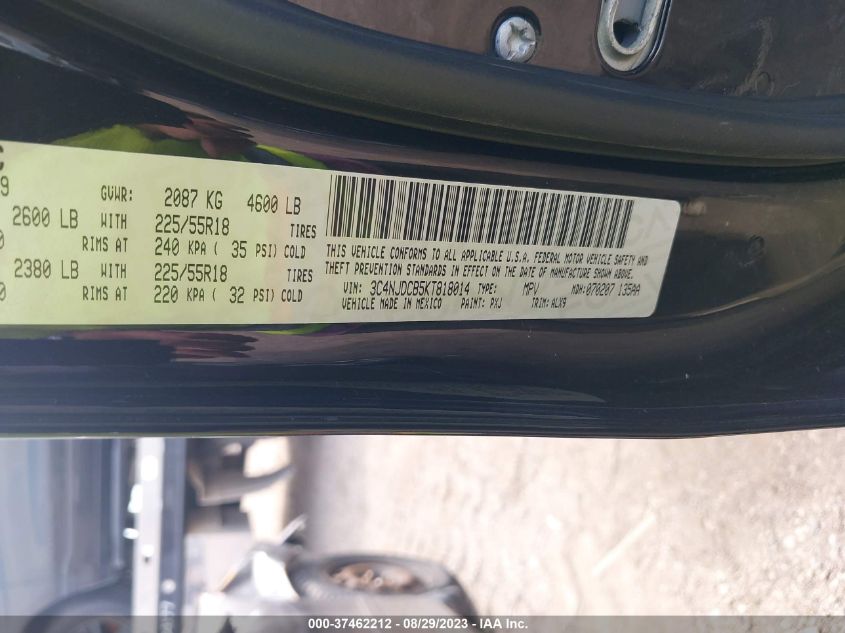 GVWR: 2087 KG 4600 LB
2600 LB WITH 225/55R18 TIRES
RIMS AT 240 KPA ( 35 PSI) COLD
2380 LB WITH 225/55R18 TIRES
RIMS AT 220 KPA ( 32 PSI) COLD
THIS VEHICLE CONFORMS TO ALL APPLICABLE U.S.A. FEDERAL MOTOR VEHICLE SAFETY AND
THEFT PREVENTION STANDARDS IN EFFECT ON THE DATE OF MANUFACTURE SHOWN ABOVE.
VIN: 3C4NJDCB5KT818014 TYPE: MPV MDH: 070207 135AA
VEHICLE MADE IN MEXICO PAINT: PXJ TRIM: ALX9
000-37462212 - 08/29/2023 - IAA Inc.